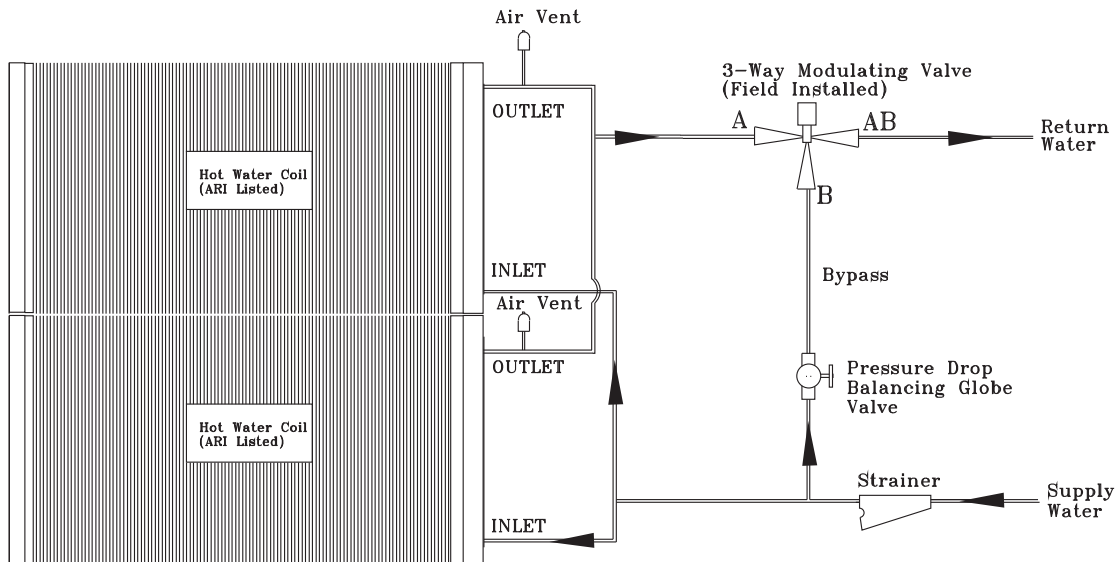 Air Vent
OUTLET
3-Way Modulating Valve
(Field Installed)
A
AB
Return
Water
Hot Water Coil
(ARI Listed)
B
INLET
Bypass
Air Vent
OUTLET
Pressure Drop
Balancing Globe
Valve
Hot Water Coil
(ARI Listed)
Strainer
Supply
Water
INLET